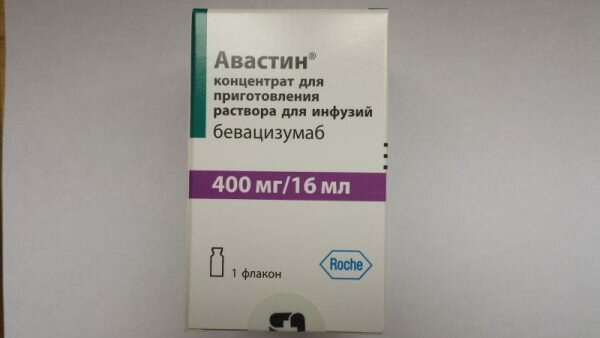 Авастин®
концентрат для
приготовления
раствора для инфузий
бевацизумаб
400 мг/16 мл
1 флакон
Roche